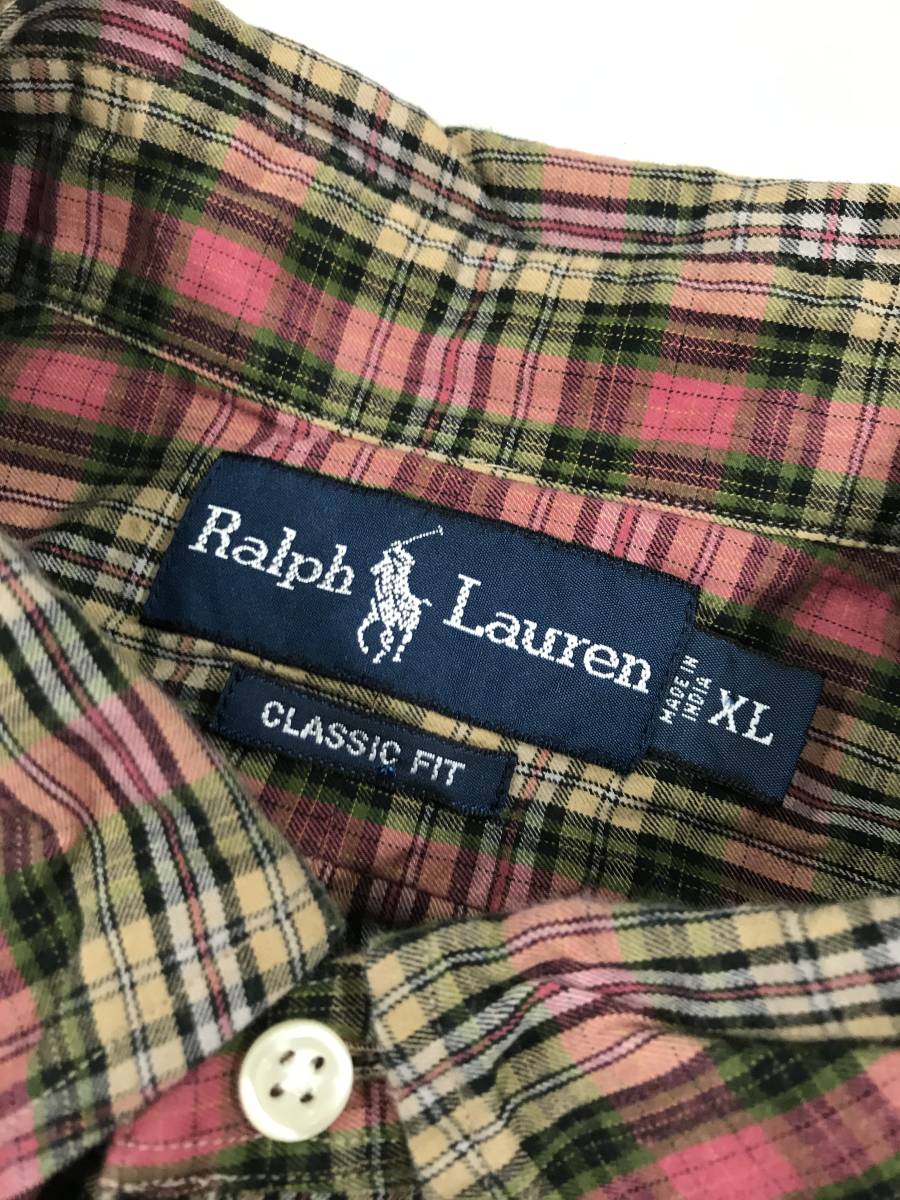 Ralph Lauren
MADE IN
INDIA
XL
CLASSIC FIT